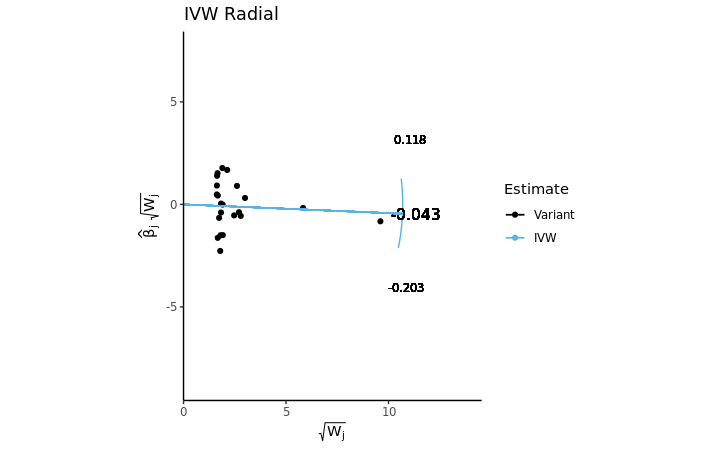 IVW Radial
5
0
-5
β̂j √Wj
0.118
-0.043
-0.203
0
5
10
√Wj
Estimate
Variant
IVW